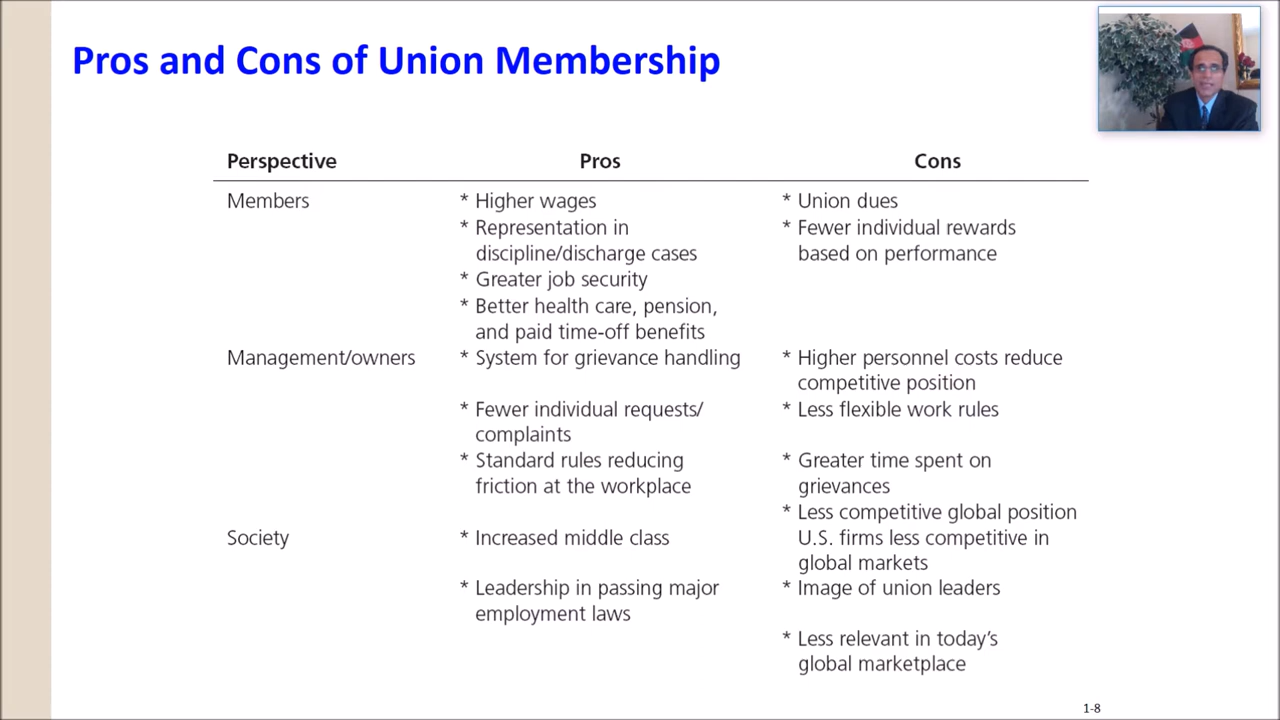 Pros and Cons of Union Membership
Perspective Pros Cons
Members * Higher wages * Union dues
* Representation in * Fewer individual rewards
discipline/discharge cases based on performance
* Greater job security
* Better health care, pension,
and paid time-off benefits
Management/owners * System for grievance handling * Higher personnel costs reduce
competitive position
* Fewer individual requests/ * Less flexible work rules
complaints
* Standard rules reducing * Greater time spent on
friction at the workplace grievances
* Less competitive global position
Society * Increased middle class U.S. firms less competitive in
global markets
* Leadership in passing major * Image of union leaders
employment laws
* Less relevant in today’s
global marketplace
1-8